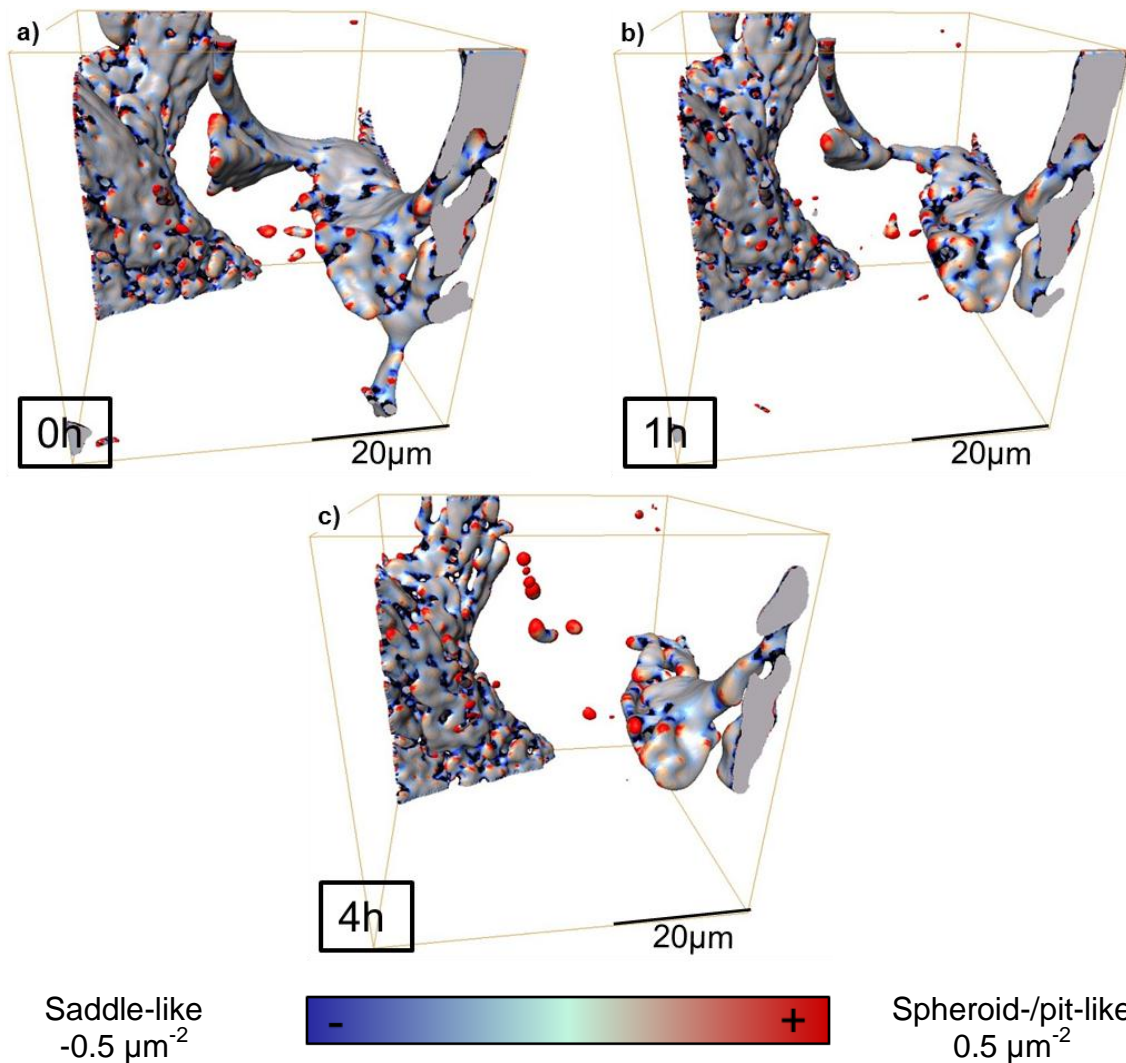 a)
0h
20µm
b)
1h
20µm
c)
4h
20µm
Saddle-like
-0.5 µm⁻²
- +
Spheroid-/pit-like
0.5 µm⁻²